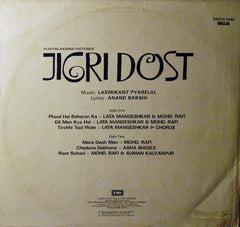 VIJAYALAKSHMI PICTURES
JIGRI DOST
Music: LAXMIKANT PYARELAL
Lyrics: ANAND BAKSHI
Side One
Phool Hai Baharon Ka : LATA MANGESHKAR & MOHD. RAFI
Dil Men Kya Hai : LATA MANGESHKAR & MOHD. RAFI
Tirchhi Topi Wale : LATA MANGESHKAR & CHORUS
Side Two
Mere Desh Men : MOHD. RAFI
Chedona Dekhona : ASHA BHOSLE
Raat Suhani : MOHD. RAFI & SUMAN KALYANPUR
EMI